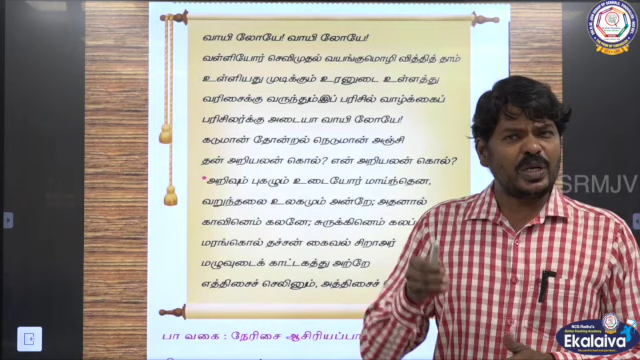 வாயி லோயே! வாயி லோயே!
வள்ளியோர் செவிமுதல் வயங்குமொழி வித்தித் தாம்
உள்ளியது முடிக்கும் உரனுடை உள்ளத்து
வரிசைக்கு வருந்தும்இப் பரிசில் வாழ்க்கைப்
பரிசிலர்க்கு அடையா வாயி லோயே!
கடுமான் தோன்றல் நெடுமான் அஞ்சி
தன் அறியலன் கொல்? என் அறியலன் கொல்?
*அறிவும் புகழும் உடையோர் மாய்ந்தென,
வறுந்தலை உலகமும் அன்றே; அதனால்
காவினெம் கலனே; சுருக்கினெம் கலப்
மரங்கொல் தச்சன் கைவல் சிறாஅர்
மழுவுடைக் காட்டகத்து அற்றே
எத்திசைச் செலினும், அத்திசைச்
பா வகை : நேரிசை ஆசிரியப்பா
SRMJV
Ekalaiva